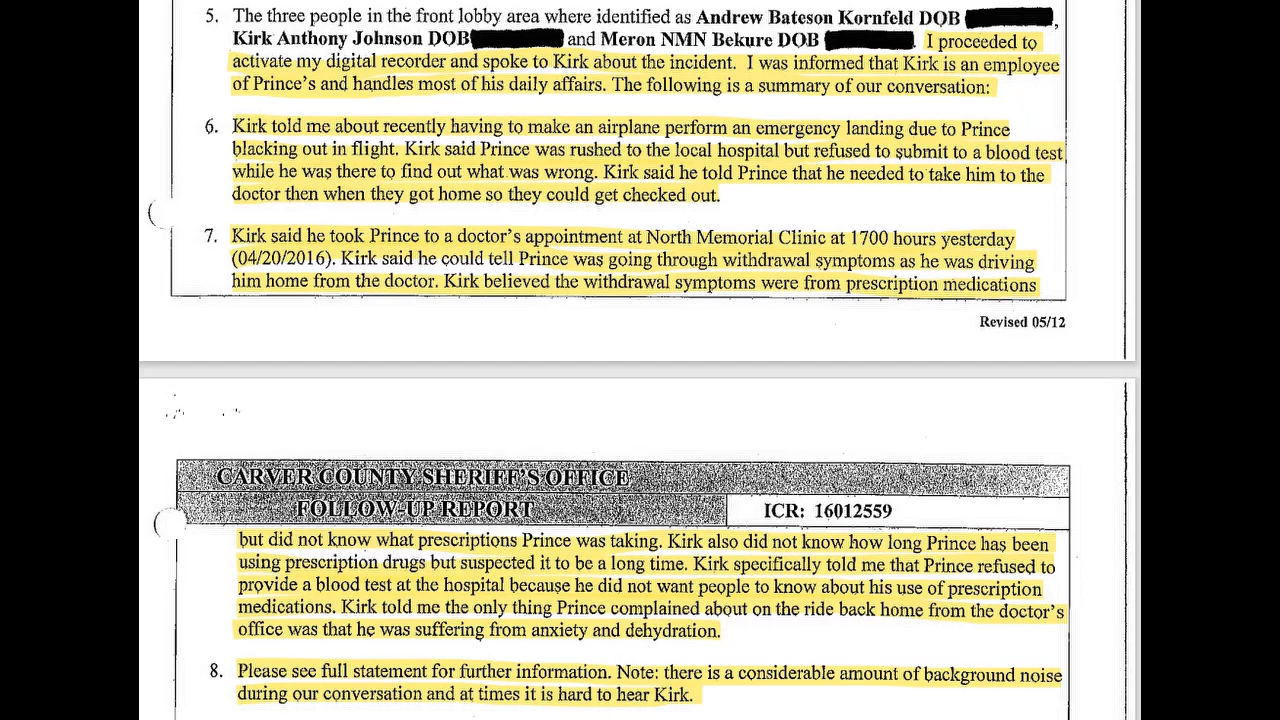 5. The three people in the front lobby area where identified as Andrew Bateson Kornfeld DOB ,
Kirk Anthony Johnson DOB and Meron NMN Bekure DOB . I proceeded to
activate my digital recorder and spoke to Kirk about the incident. I was informed that Kirk is an employee
of Prince's and handles most of his daily affairs. The following is a summary of our conversation:
6. Kirk told me about recently having to make an airplane perform an emergency landing due to Prince
blacking out in flight. Kirk said Prince was rushed to the local hospital but refused to submit to a blood test
while he was there to find out what was wrong. Kirk said he told Prince that he needed to take him to the
doctor then when they got home so they could get checked out.
7. Kirk said he took Prince to a doctor's appointment at North Memorial Clinic at 1700 hours yesterday
(04/20/2016). Kirk said he could tell Prince was going through withdrawal symptoms as he was driving
him home from the doctor. Kirk believed the withdrawal symptoms were from prescription medications
Revised 05/12
CARVER COUNTY SHERIFF'S OFFICE
FOLLOW-UP REPORT
ICR: 16012559
but did not know what prescriptions Prince was taking. Kirk also did not know how long Prince has been
using prescription drugs but suspected it to be a long time. Kirk specifically told me that Prince refused to
provide a blood test at the hospital because he did not want people to know about his use of prescription
medications. Kirk told me the only thing Prince complained about on the ride back home from the doctor's
office was that he was suffering from anxiety and dehydration.
8. Please see full statement for further information. Note: there is a considerable amount of background noise
during our conversation and at times it is hard to hear Kirk.